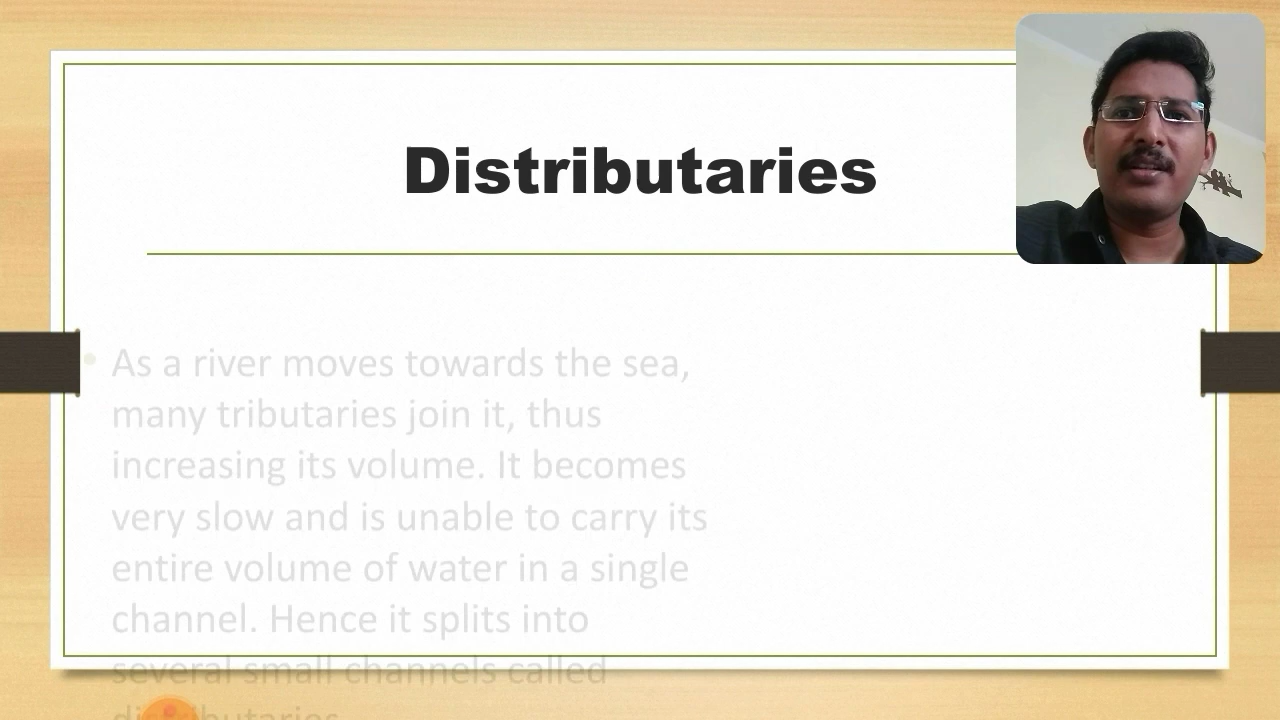 Distributaries
• As a river moves towards the sea,
many tributaries join it, thus
increasing its volume. It becomes
very slow and is unable to carry its
entire volume of water in a single
channel. Hence it splits into
several small channels called
distributaries